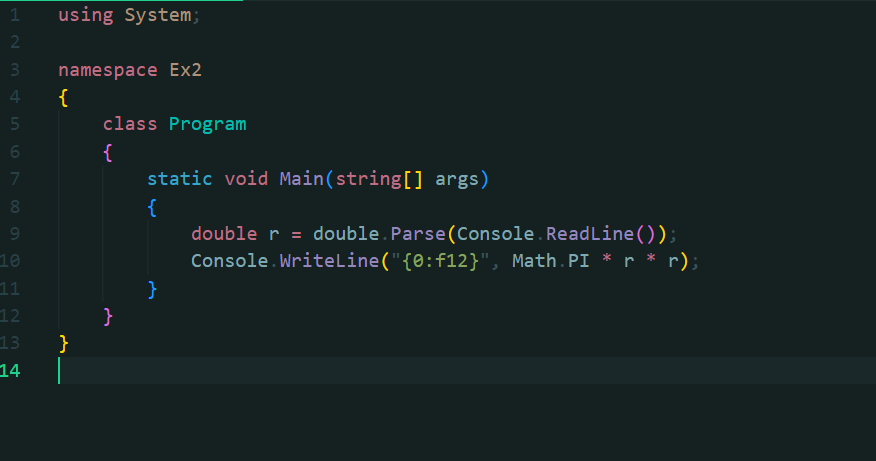 1 using System;
2
3 namespace Ex2
4 {
5     class Program
6     {
7         static void Main(string[] args)
8         {
9             double r = double.Parse(Console.ReadLine());
10            Console.WriteLine("{0:f12}", Math.PI * r * r);
11        }
12    }
13 }
14